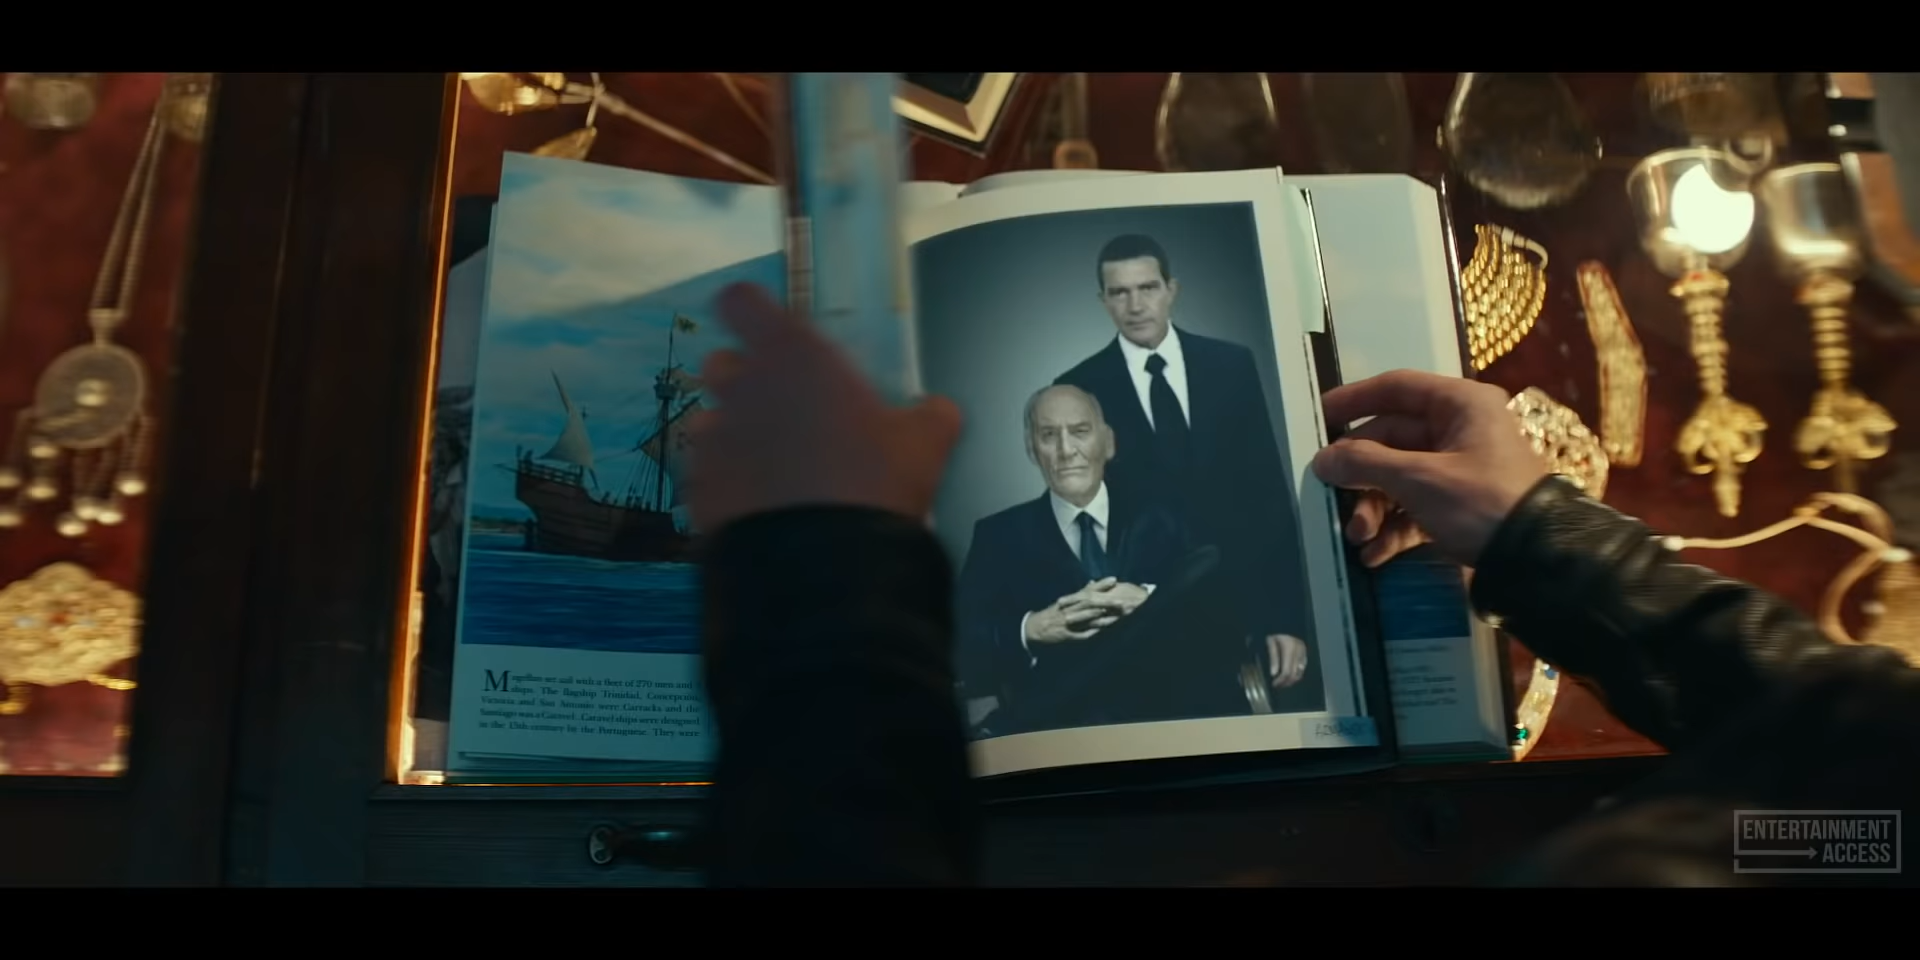 Magellan set sail with a fleet of 270 men and
ships. The flagship Trinidad, Concepcion,
Victoria and San Antonio were Carracks and the
Santiago was a Caravel. Caravel ships were designed
in the 15th century by the Portuguese. They were
ENTERTAINMENT
ACCESS